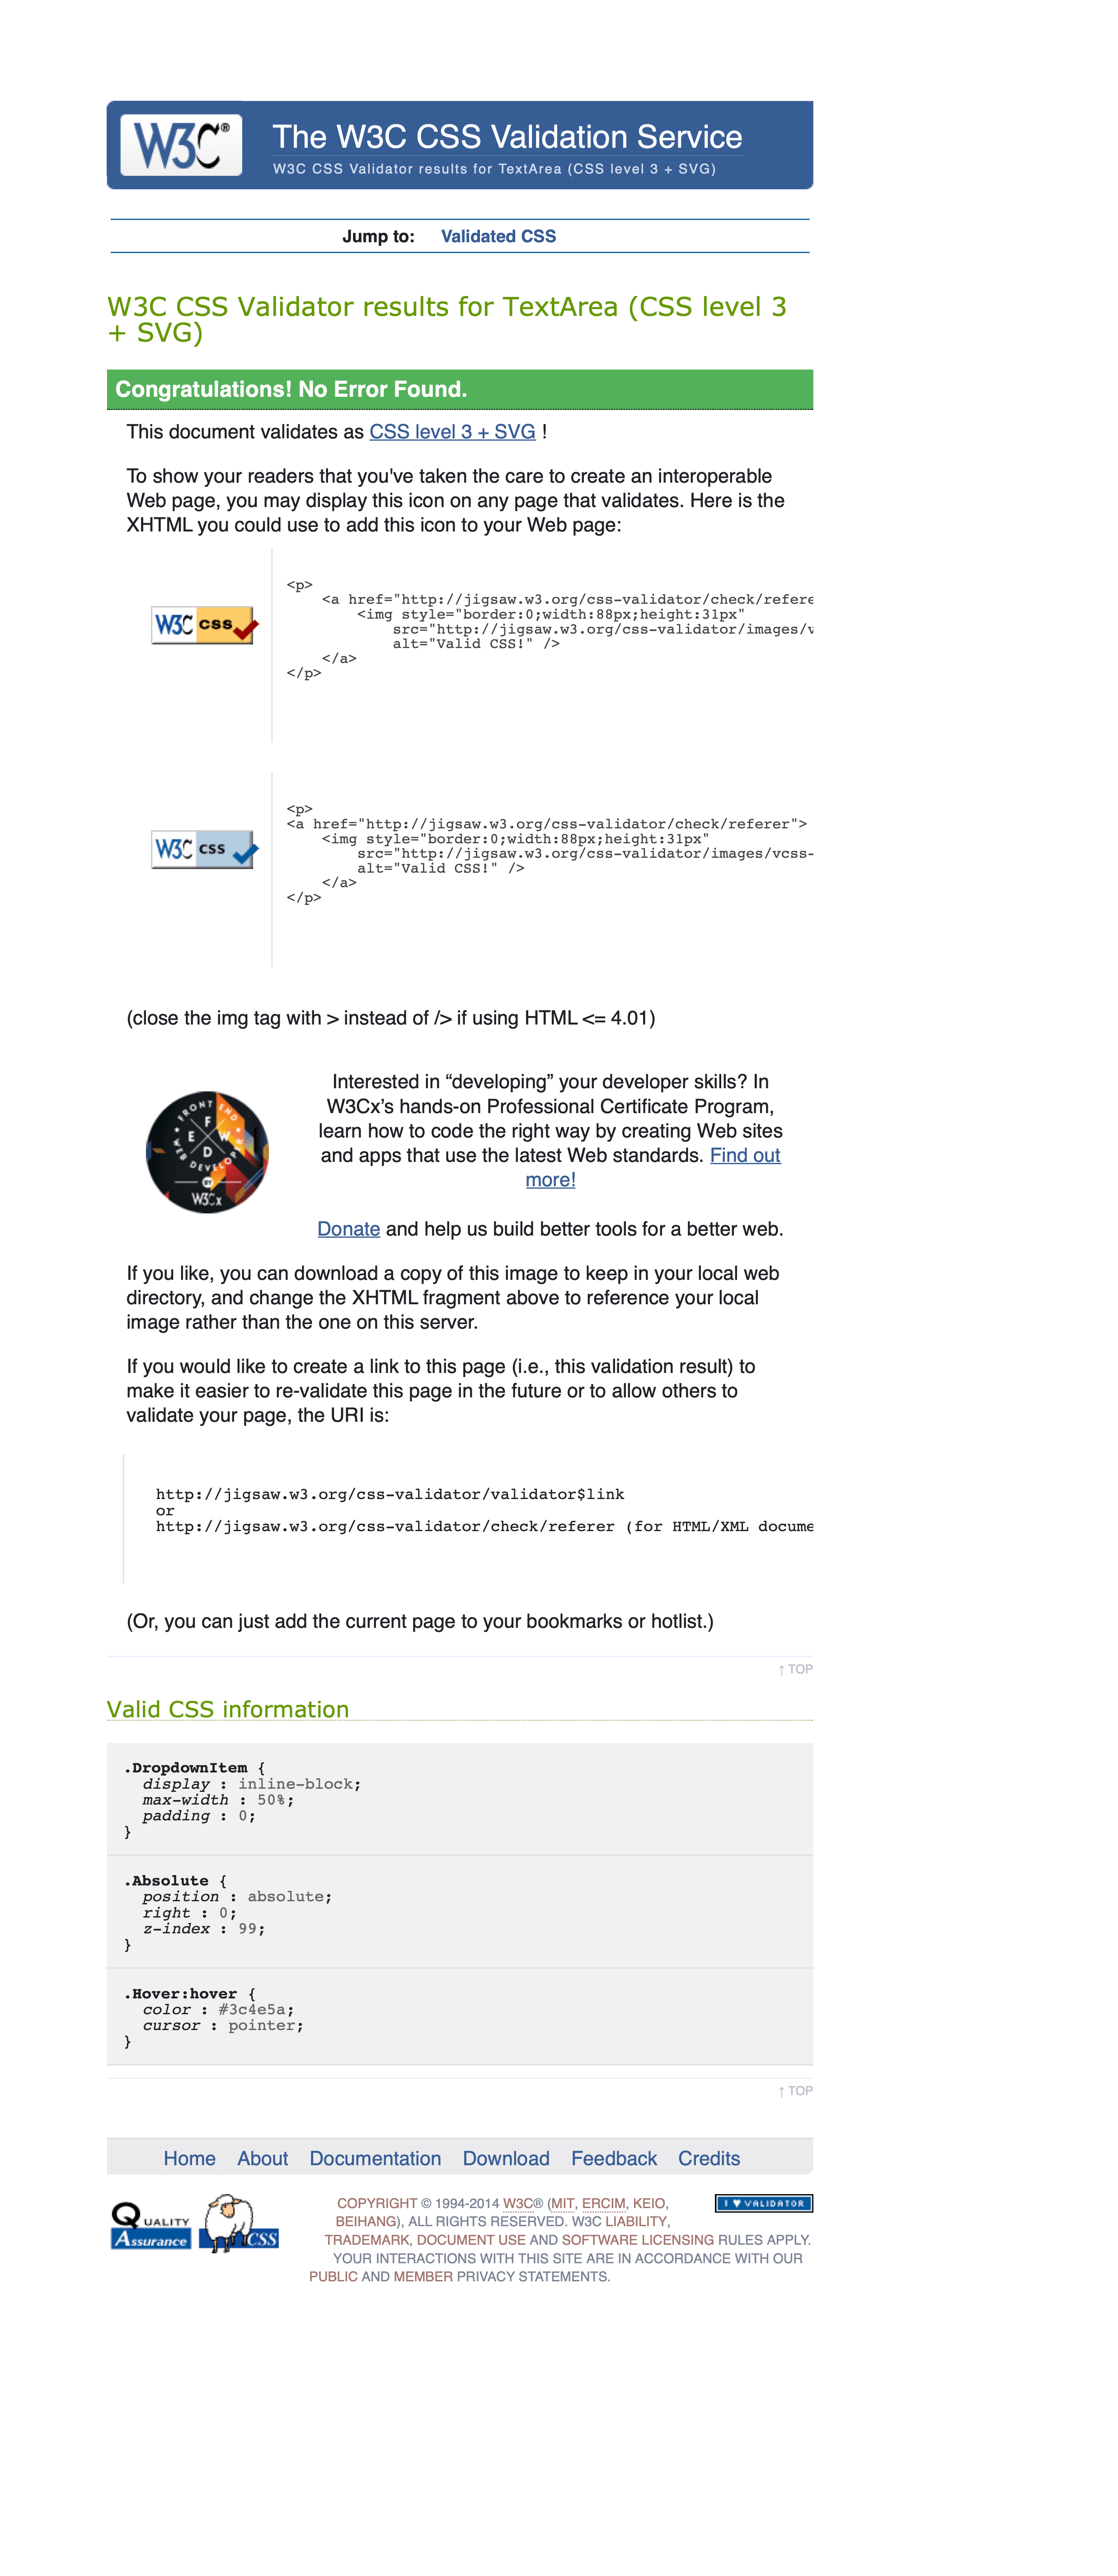 W3C®
The W3C CSS Validation Service
W3C CSS Validator results for TextArea (CSS level 3 + SVG)
Jump to: Validated CSS
W3C CSS Validator results for TextArea (CSS level 3
+ SVG)
Congratulations! No Error Found.
This document validates as CSS level 3 + SVG !
To show your readers that you've taken the care to create an interoperable
Web page, you may display this icon on any page that validates. Here is the
XHTML you could use to add this icon to your Web page:
W3C css
<p>
<a href="http://jigsaw.w3.org/css-validator/check/refere
<img style="border:0;width:88px;height:31px"
src="http://jigsaw.w3.org/css-validator/images/v
alt="Valid CSS!" />
</a>
</p>
W3C css
<p>
<a href="http://jigsaw.w3.org/css-validator/check/referer">
<img style="border:0;width:88px;height:31px"
src="http://jigsaw.w3.org/css-validator/images/vcss-
alt="Valid CSS!" />
</a>
</p>
(close the img tag with > instead of /> if using HTML <= 4.01)
FRONT END
F
E W
D
WEB DEVELOPER
BY
W3Cx
Interested in “developing” your developer skills? In
W3Cx’s hands-on Professional Certificate Program,
learn how to code the right way by creating Web sites
and apps that use the latest Web standards. Find out
more!
Donate and help us build better tools for a better web.
If you like, you can download a copy of this image to keep in your local web
directory, and change the XHTML fragment above to reference your local
image rather than the one on this server.
If you would like to create a link to this page (i.e., this validation result) to
make it easier to re-validate this page in the future or to allow others to
validate your page, the URI is:
http://jigsaw.w3.org/css-validator/validator$link
or
http://jigsaw.w3.org/css-validator/check/referer (for HTML/XML docume
(Or, you can just add the current page to your bookmarks or hotlist.)
↑ TOP
Valid CSS information
.DropdownItem {
display : inline-block;
max-width : 50%;
padding : 0;
}
.Absolute {
position : absolute;
right : 0;
z-index : 99;
}
.Hover:hover {
color : #3c4e5a;
cursor : pointer;
}
↑ TOP
Home About Documentation Download Feedback Credits
QUALITY
Assurance
CSS
COPYRIGHT © 1994-2014 W3C® (MIT, ERCIM, KEIO,
BEIHANG), ALL RIGHTS RESERVED. W3C LIABILITY,
TRADEMARK, DOCUMENT USE AND SOFTWARE LICENSING RULES APPLY.
YOUR INTERACTIONS WITH THIS SITE ARE IN ACCORDANCE WITH OUR
PUBLIC AND MEMBER PRIVACY STATEMENTS.
I ♥ VALIDATOR